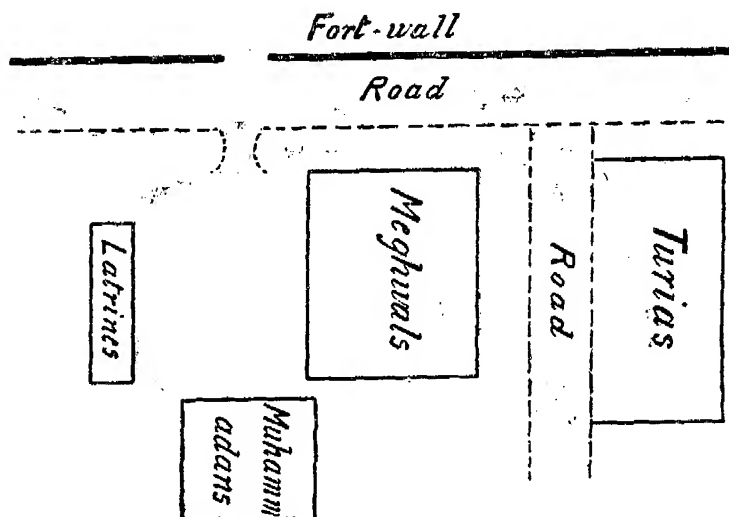 Fort-wall
Road
Meghwals
Road
Turias
Latrines
Muhamm
adans